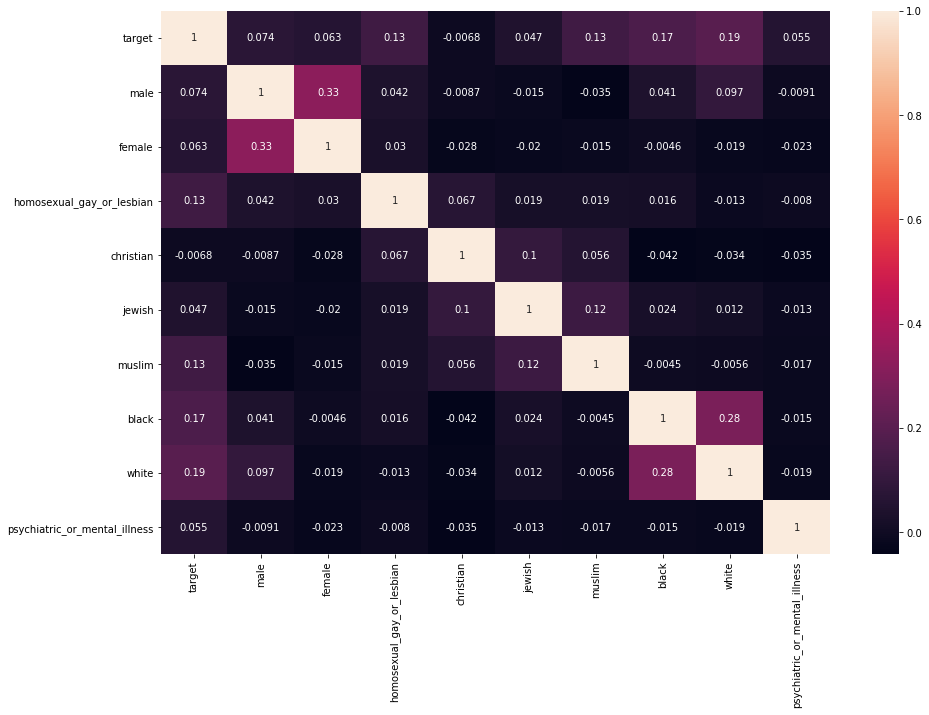 target 1 0.074 0.063 0.13 -0.0068 0.047 0.13 0.17 0.19 0.055
male 0.074 1 0.33 0.042 -0.0087 -0.015 -0.035 0.041 0.097 -0.0091
female 0.063 0.33 1 0.03 -0.028 -0.02 -0.015 -0.0046 -0.019 -0.023
homosexual_gay_or_lesbian 0.13 0.042 0.03 1 0.067 0.019 0.019 0.016 -0.013 -0.008
christian -0.0068 -0.0087 -0.028 0.067 1 0.1 0.056 -0.042 -0.034 -0.035
jewish 0.047 -0.015 -0.02 0.019 0.1 1 0.12 0.024 0.012 -0.013
muslim 0.13 -0.035 -0.015 0.019 0.056 0.12 1 -0.0045 -0.0056 -0.017
black 0.17 0.041 -0.0046 0.016 -0.042 0.024 -0.0045 1 0.28 -0.015
white 0.19 0.097 -0.019 -0.013 -0.034 0.012 -0.0056 0.28 1 -0.019
psychiatric_or_mental_illness 0.055 -0.0091 -0.023 -0.008 -0.035 -0.013 -0.017 -0.015 -0.019 1
target
male
female
homosexual_gay_or_lesbian
christian
jewish
muslim
black
white
psychiatric_or_mental_illness
1.0
0.8
0.6
0.4
0.2
0.0